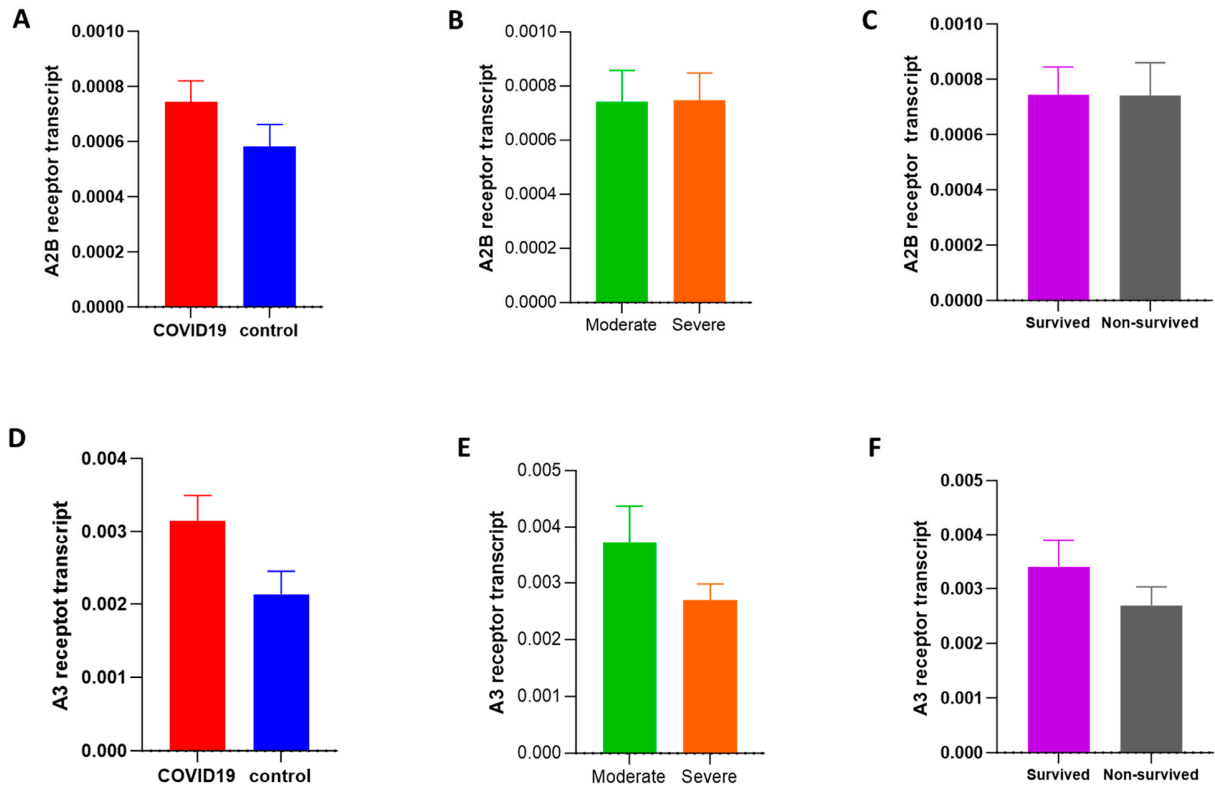 A
A2B receptor transcript
0.0010
0.0008
0.0006
0.0004
0.0002
0.0000
COVID19 control
B
A2B receptor transcript
0.0010
0.0008
0.0006
0.0004
0.0002
0.0000
Moderate Severe
C
A2B receptor transcript
0.0010
0.0008
0.0006
0.0004
0.0002
0.0000
Survived Non-survived
D
A3 receptot transcript
0.004
0.003
0.002
0.001
0.000
COVID19 control
E
A3 receptor transcript
0.005
0.004
0.003
0.002
0.001
0.000
Moderate Severe
F
A3 receptor transcript
0.005
0.004
0.003
0.002
0.001
0.000
Survived Non-survived